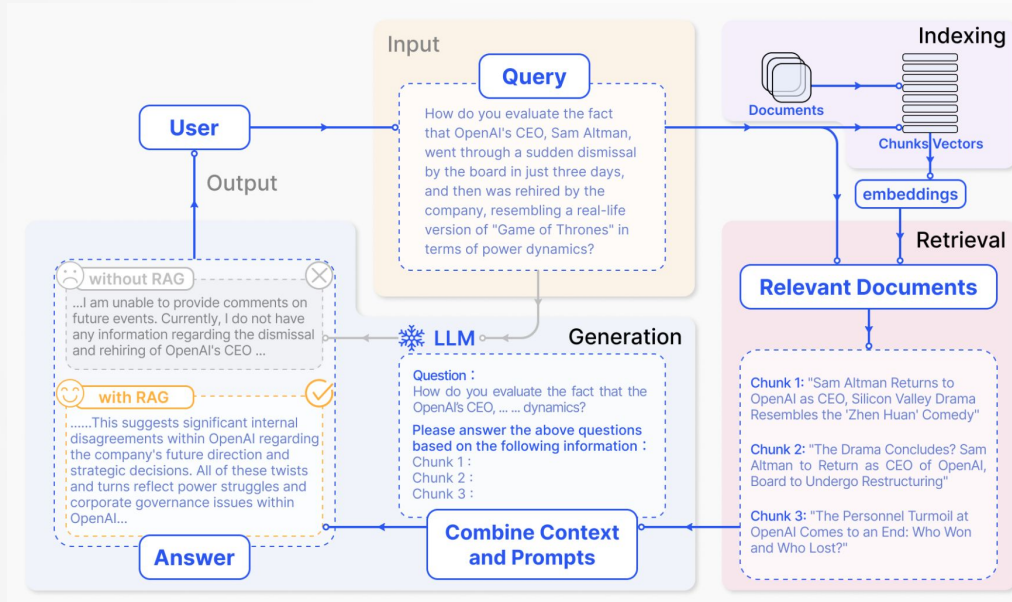 Input
Indexing
Query
Documents
Chunks Vectors
User
How do you evaluate the fact
that OpenAI's CEO, Sam Altman,
went through a sudden dismissal
by the board in just three days,
and then was rehired by the
company, resembling a real-life
version of "Game of Thrones" in
terms of power dynamics?
Output
embeddings
Retrieval
Relevant Documents
without RAG
...I am unable to provide comments on
future events. Currently, I do not have
any information regarding the dismissal
and rehiring of OpenAI's CEO ...
LLM
Generation
Question :
How do you evaluate the fact that the
OpenAI's CEO, ... ... dynamics?
Please answer the above questions
based on the following information :
Chunk 1 :
Chunk 2 :
Chunk 3 :
Chunk 1: "Sam Altman Returns to
OpenAI as CEO, Silicon Valley Drama
Resembles the 'Zhen Huan' Comedy"
Chunk 2: "The Drama Concludes? Sam
Altman to Return as CEO of OpenAI,
Board to Undergo Restructuring"
Chunk 3: "The Personnel Turmoil at
OpenAI Comes to an End: Who Won
and Who Lost?"
with RAG
......This suggests significant internal
disagreements within OpenAI regarding
the company's future direction and
strategic decisions. All of these twists
and turns reflect power struggles and
corporate governance issues within
OpenAI...
Answer
Combine Context
and Prompts